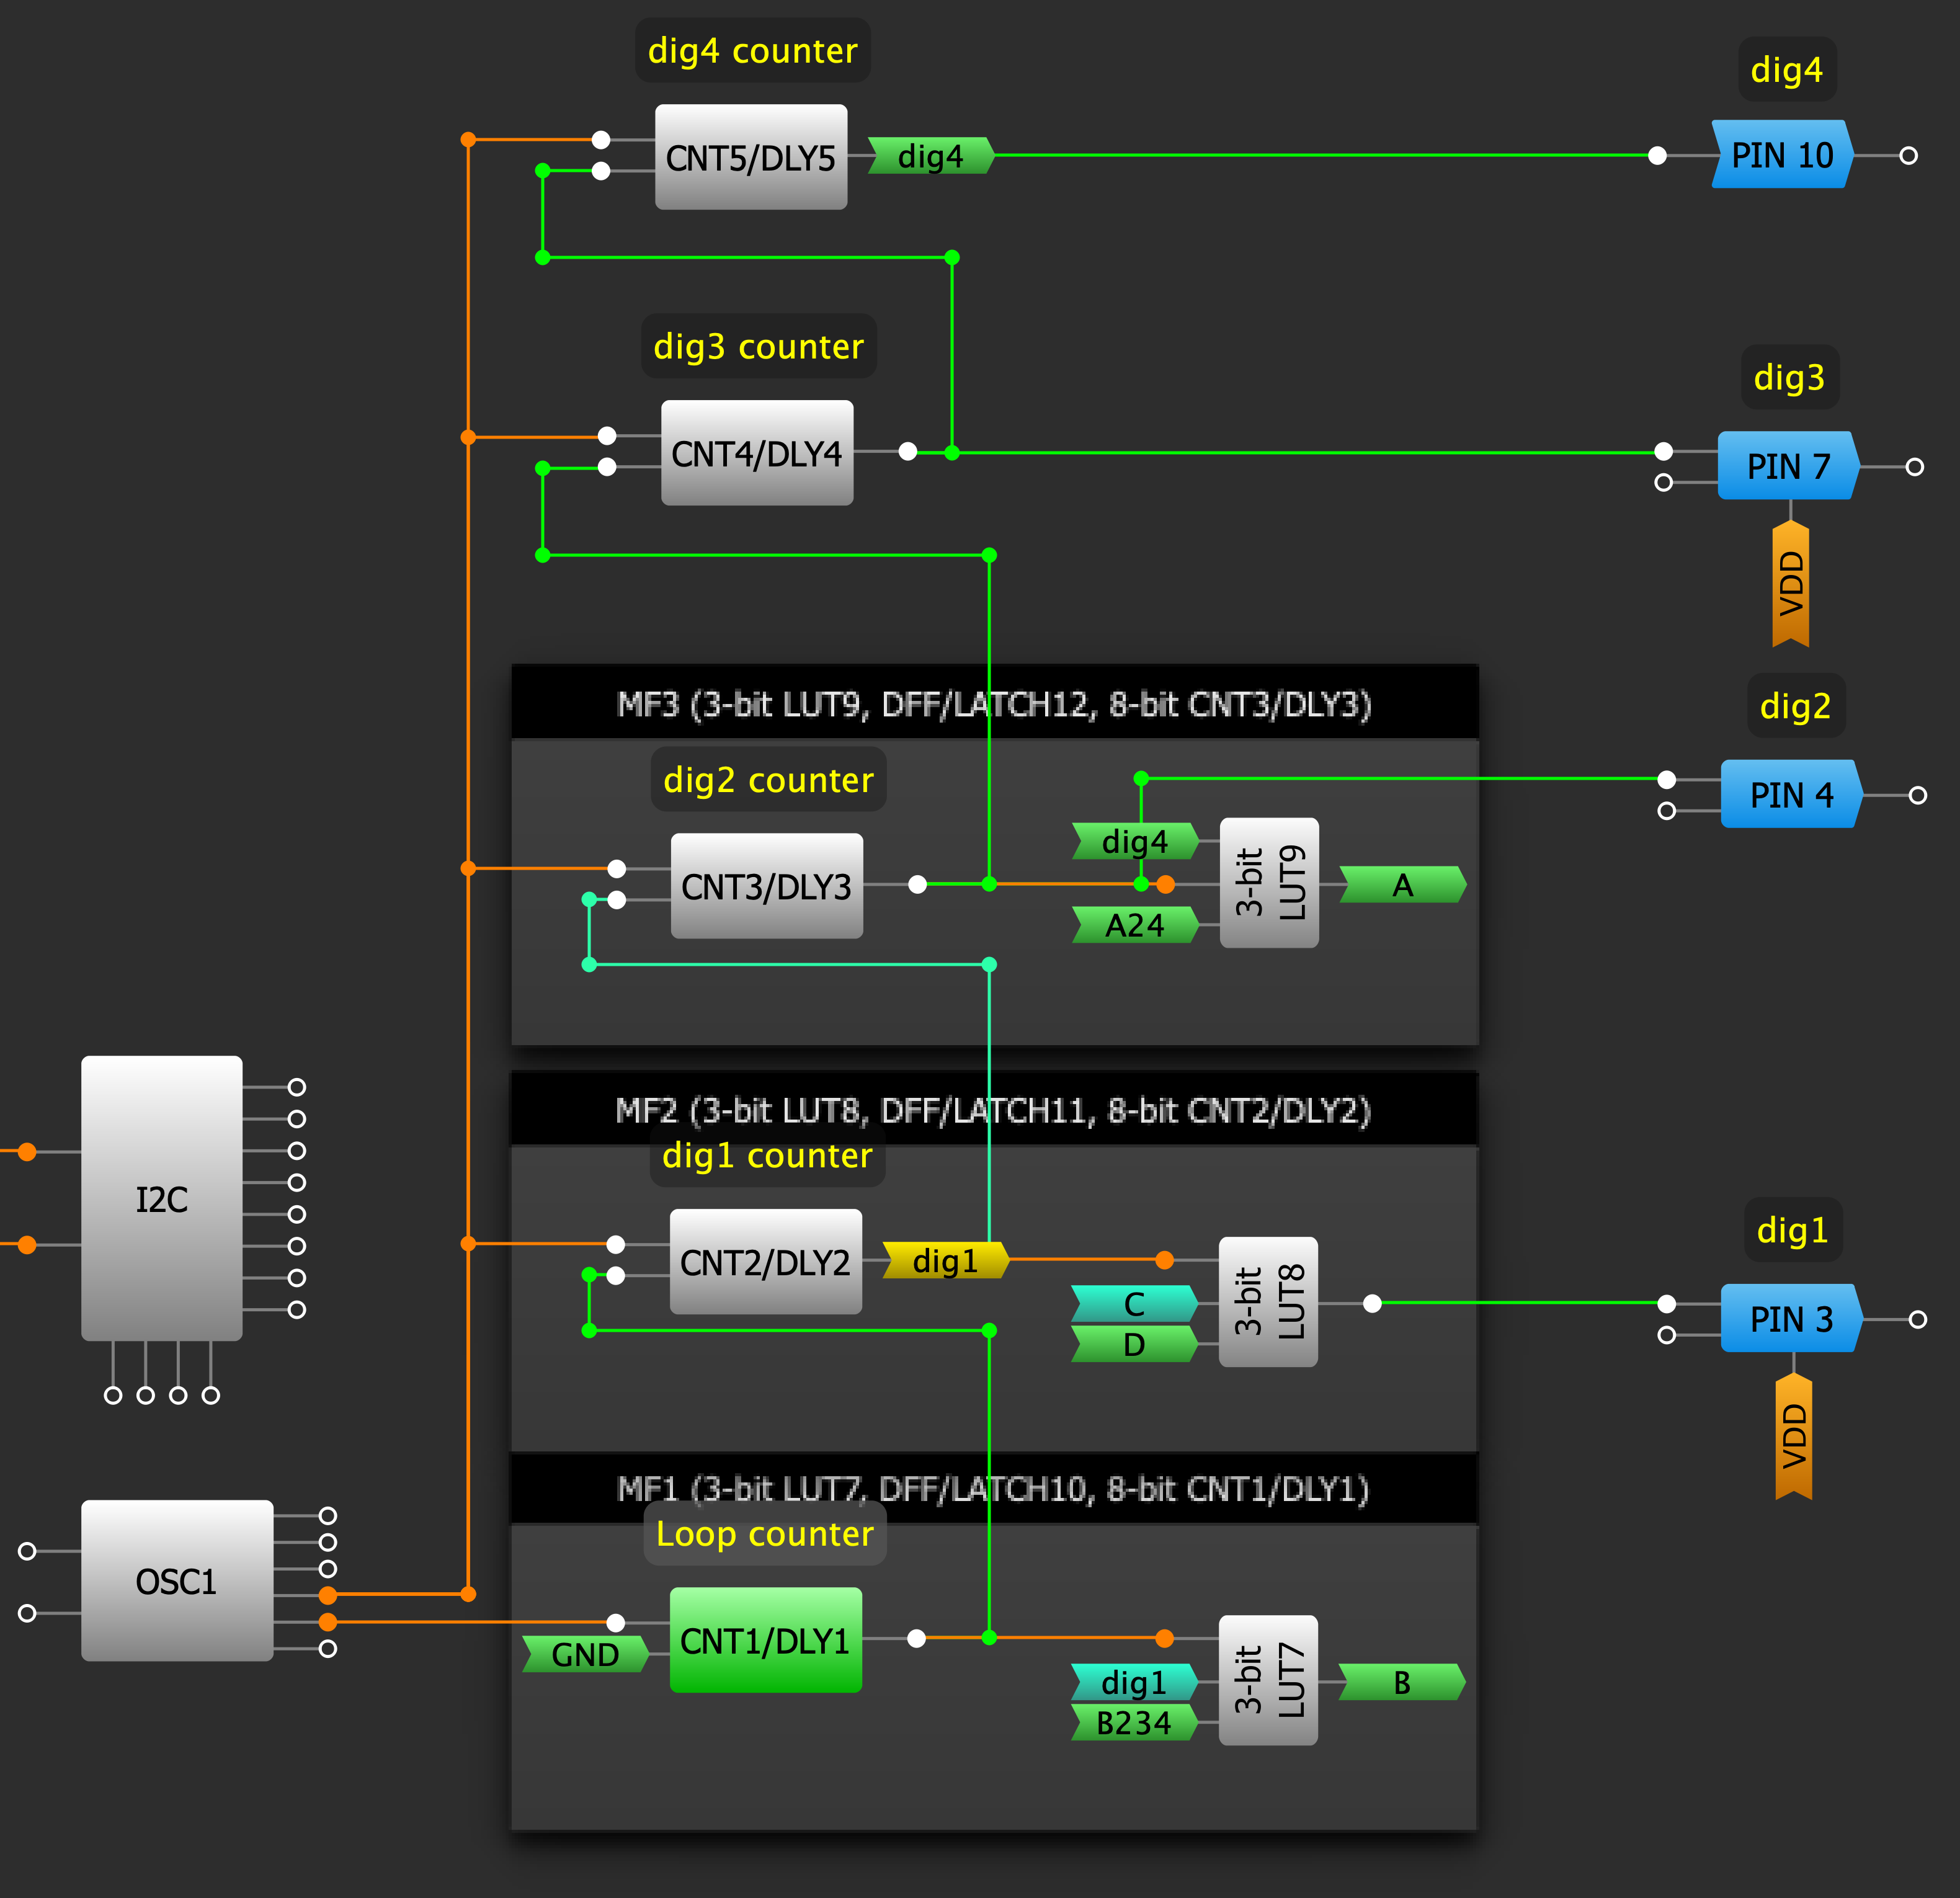 dig4 counter
dig4
CNT5/DLY5
dig4
PIN 10
dig3 counter
dig3
CNT4/DLY4
PIN 7
VDD
MF3 (3-bit LUT9, DFF/LATCH12, 8-bit CNT3/DLY3)
dig2
dig2 counter
PIN 4
dig4
CNT3/DLY3
3-bit
LUT9
A
A24
MF2 (3-bit LUT8, DFF/LATCH11, 8-bit CNT2/DLY2)
dig1 counter
I2C
dig1
CNT2/DLY2
dig1
C
D
3-bit
LUT8
PIN 3
VDD
MF1 (3-bit LUT7, DFF/LATCH10, 8-bit CNT1/DLY1)
Loop counter
OSC1
GND
CNT1/DLY1
dig1
B234
3-bit
LUT7
B